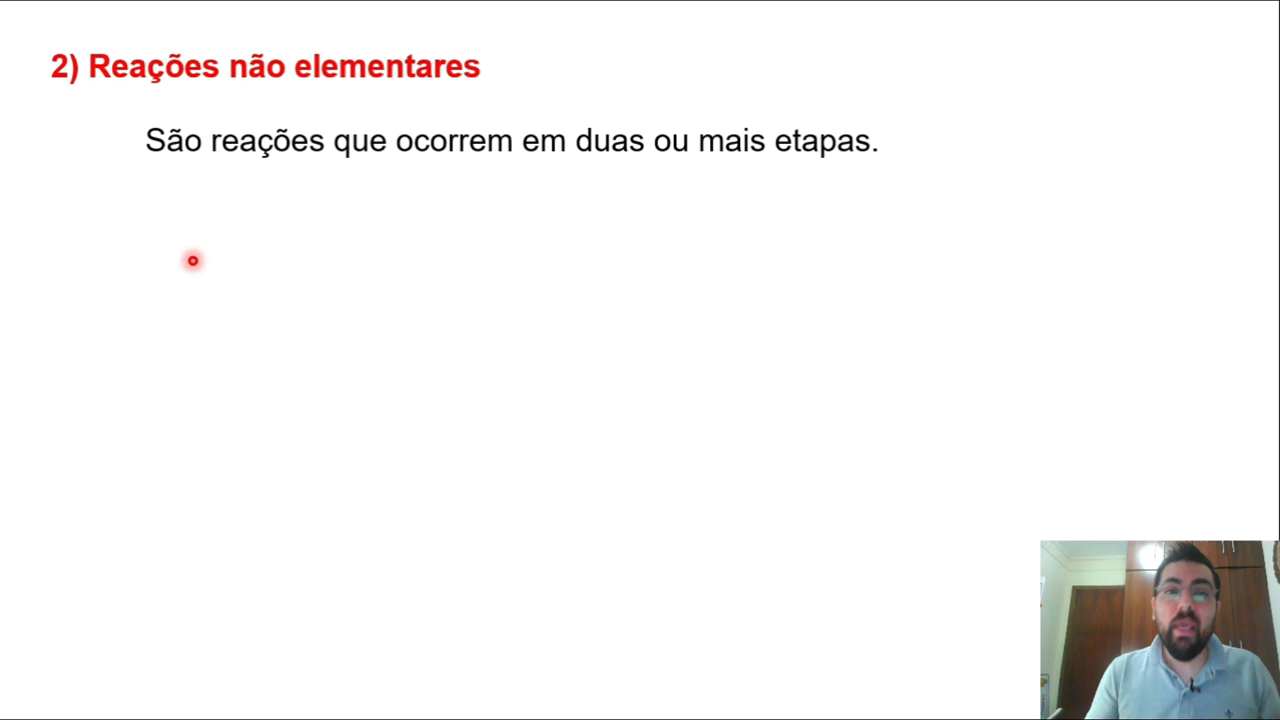 2) Reações não elementares
São reações que ocorrem em duas ou mais etapas.